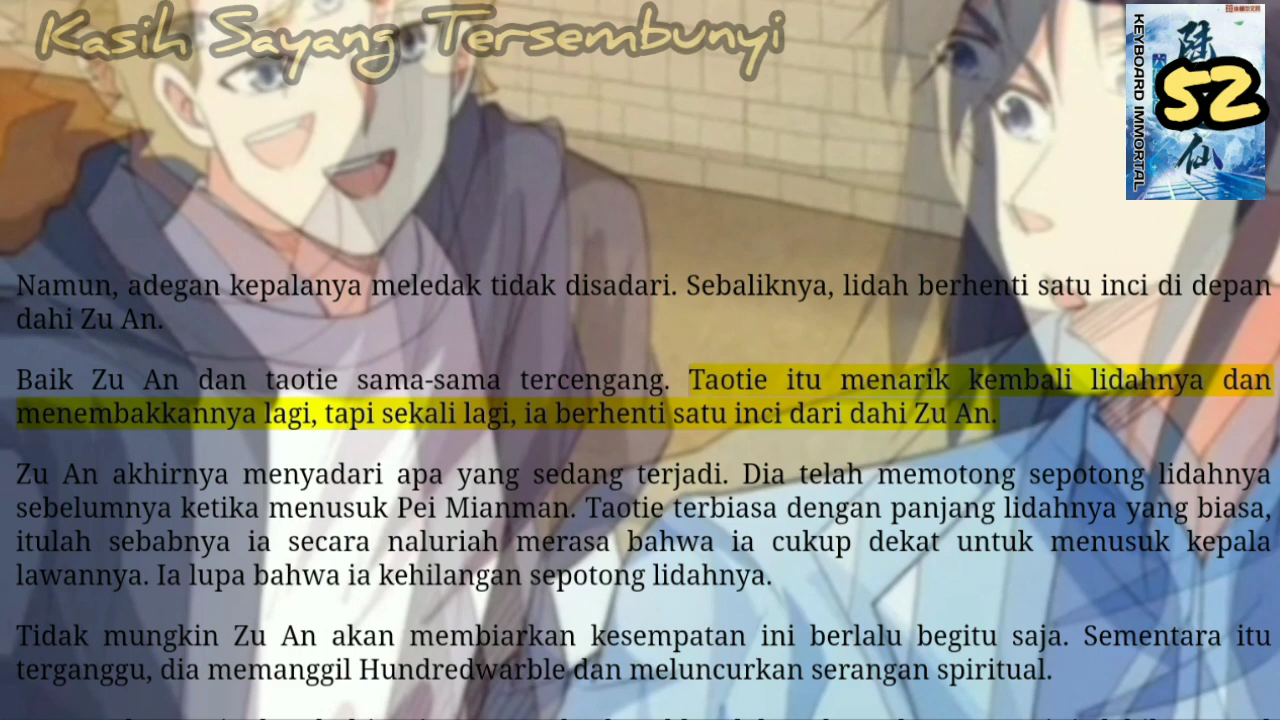 Kasih Sayang Tersembunyi
KEYBOARD IMMORTAL
52
仙
Namun, adegan kepalanya meledak tidak disadari. Sebaliknya, lidah berhenti satu inci di depan
dahi Zu An.
Baik Zu An dan taotie sama-sama tercengang. Taotie itu menarik kembali lidahnya dan
menembakkannya lagi, tapi sekali lagi, ia berhenti satu inci dari dahi Zu An.
Zu An akhirnya menyadari apa yang sedang terjadi. Dia telah memotong sepotong lidahnya
sebelumnya ketika menusuk Pei Mianman. Taotie terbiasa dengan panjang lidahnya yang biasa,
itulah sebabnya ia secara naluriah merasa bahwa ia cukup dekat untuk menusuk kepala
lawannya. Ia lupa bahwa ia kehilangan sepotong lidahnya.
Tidak mungkin Zu An akan membiarkan kesempatan ini berlalu begitu saja. Sementara itu
terganggu, dia memanggil Hundredwarble dan meluncurkan serangan spiritual.